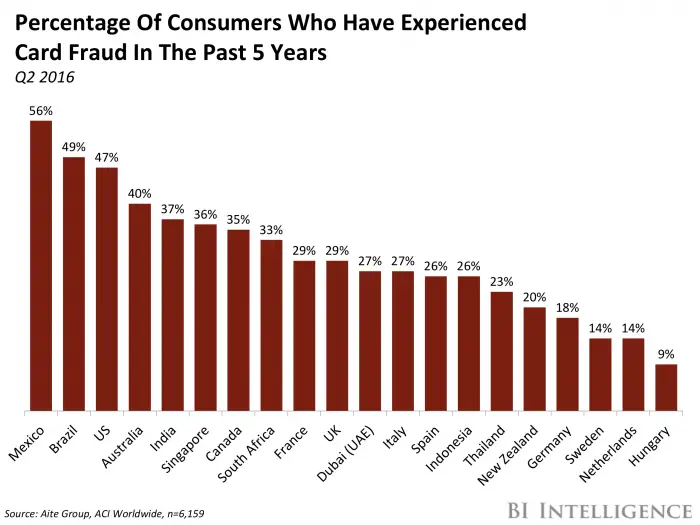 Percentage Of Consumers Who Have Experienced
Card Fraud In The Past 5 Years
Q2 2016
56%
49%
47%
40%
37%
36%
35%
33%
29%
29%
27%
27%
26%
26%
23%
20%
18%
14%
14%
9%
Mexico
Brazil
US
Australia
India
Singapore
Canada
South Africa
France
UK
Dubai (UAE)
Italy
Spain
Indonesia
Thailand
New Zealand
Germany
Sweden
Netherlands
Hungary
Source: Aite Group, ACI Worldwide, n=6,159
BI INTELLIGENCE